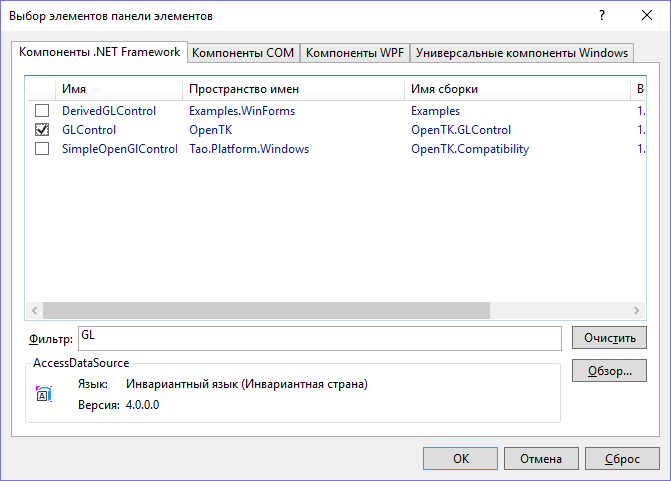 Выбор элементов панели элементов
? ×
Компоненты .NET Framework Компоненты COM Компоненты WPF Универсальные компоненты Windows
Имя Пространство имен Имя сборки В
DerivedGLControl Examples.WinForms Examples 1.
GLControl OpenTK OpenTK.GLControl 1.
SimpleOpenGlControl Tao.Platform.Windows OpenTK.Compatibility 1.
Фильтр: GL Очистить
AccessDataSource Обзор...
Язык: Инвариантный язык (Инвариантная страна)
Версия: 4.0.0.0
ОК Отмена Сброс